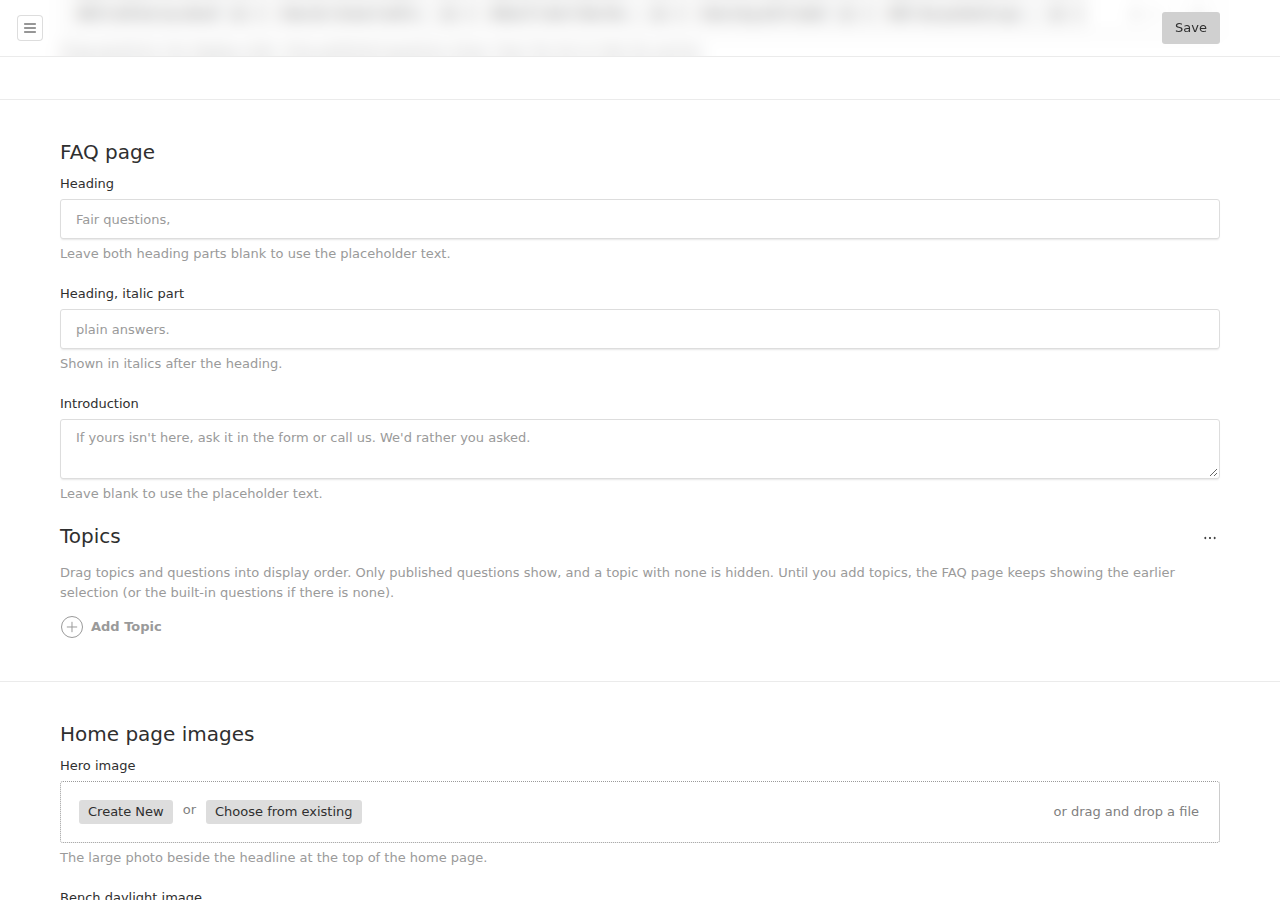 Save
FAQ page
Heading
Fair questions,
Leave both heading parts blank to use the placeholder text.
Heading, italic part
plain answers.
Shown in italics after the heading.
Introduction
If yours isn't here, ask it in the form or call us. We'd rather you asked.
Leave blank to use the placeholder text.
Topics
Drag topics and questions into display order. Only published questions show, and a topic with none is hidden. Until you add topics, the FAQ page keeps showing the earlier
selection (or the built-in questions if there is none).
Add Topic
Home page images
Hero image
Create New or Choose from existing or drag and drop a file
The large photo beside the headline at the top of the home page.
Bench daylight image